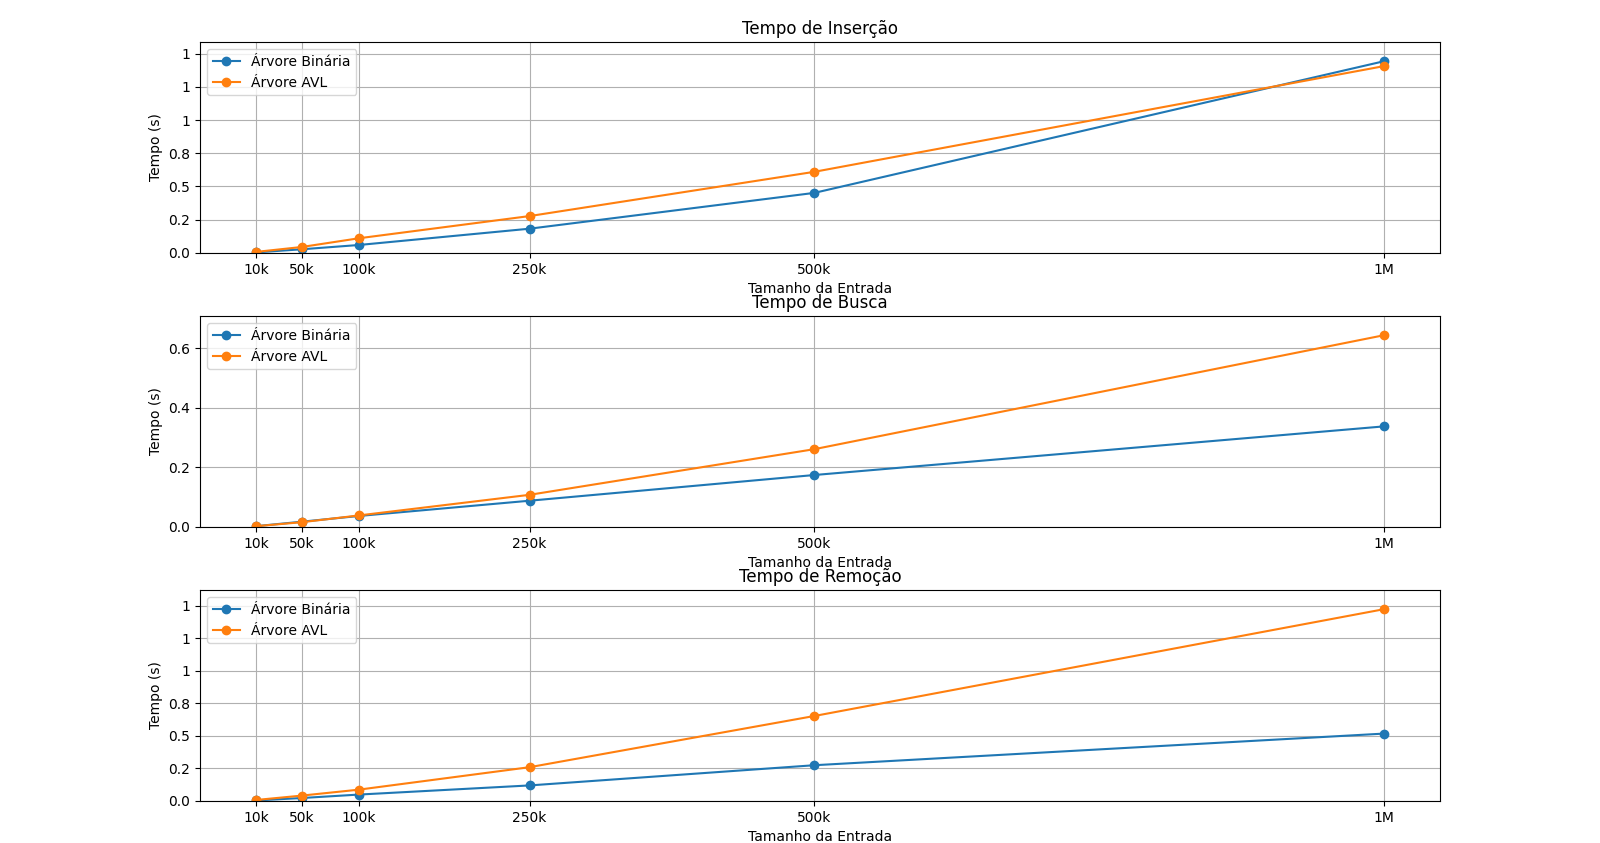 Tempo de Inserção
Árvore Binária
Árvore AVL
Tempo (s)
1
1
1
0.8
0.5
0.2
0.0
10k 50k 100k 250k 500k 1M
Tamanho da Entrada
Tempo de Busca
Árvore Binária
Árvore AVL
Tempo (s)
0.6
0.4
0.2
0.0
10k 50k 100k 250k 500k 1M
Tamanho da Entrada
Tempo de Remoção
Árvore Binária
Árvore AVL
Tempo (s)
1
1
1
0.8
0.5
0.2
0.0
10k 50k 100k 250k 500k 1M
Tamanho da Entrada